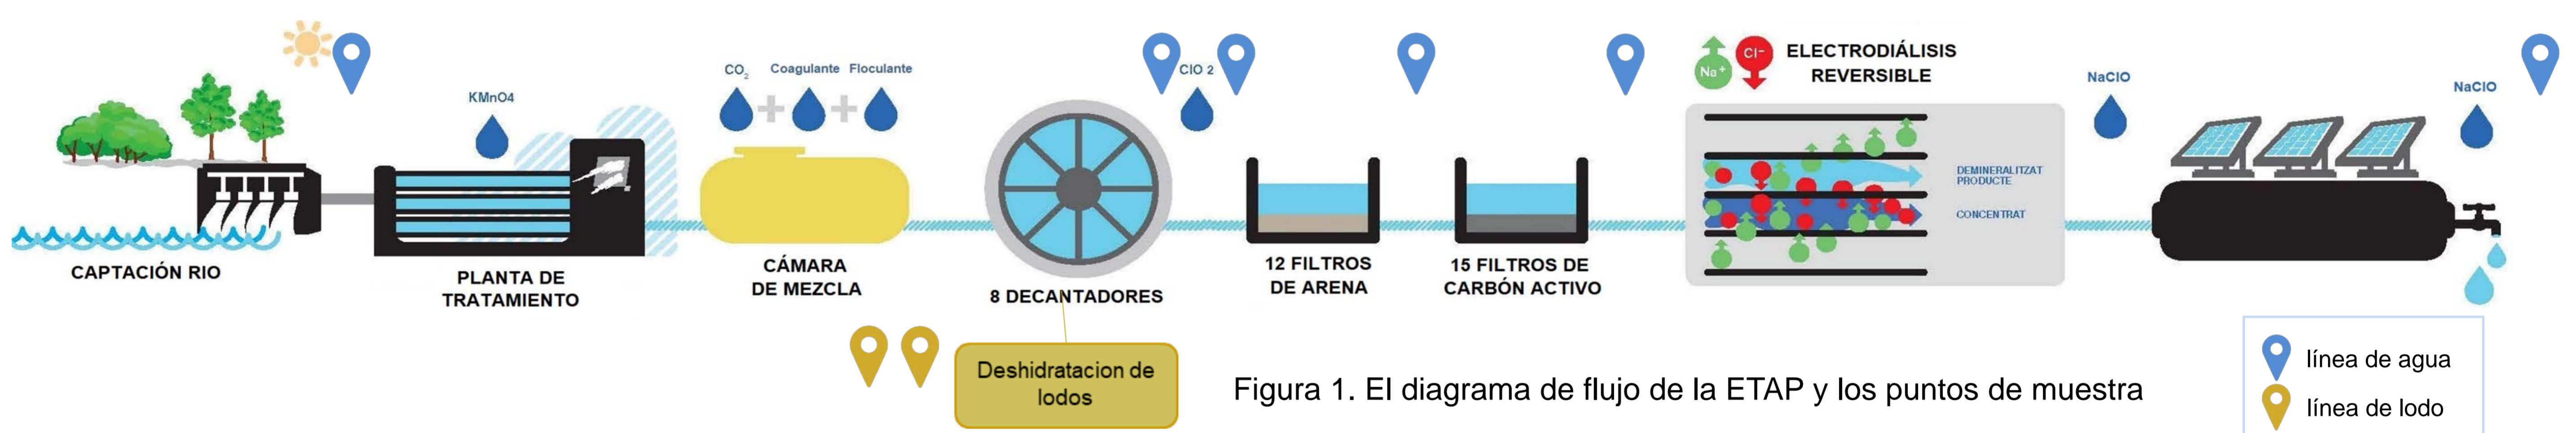 CAPTACIÓN RIO
KMnO4
PLANTA DE
TRATAMIENTO
CO2
Coagulante
Floculante
CÁMARA
DE MEZCLA
8 DECANTADORES
Deshidratacion de
lodos
ClO 2
12 FILTROS
DE ARENA
15 FILTROS DE
CARBÓN ACTIVO
Na+
Cl-
ELECTRODIÁLISIS
REVERSIBLE
DEMINERALITZAT
PRODUCTE
CONCENTRAT
NaClO
NaClO
Figura 1. El diagrama de flujo de la ETAP y los puntos de muestra
línea de agua
línea de lodo